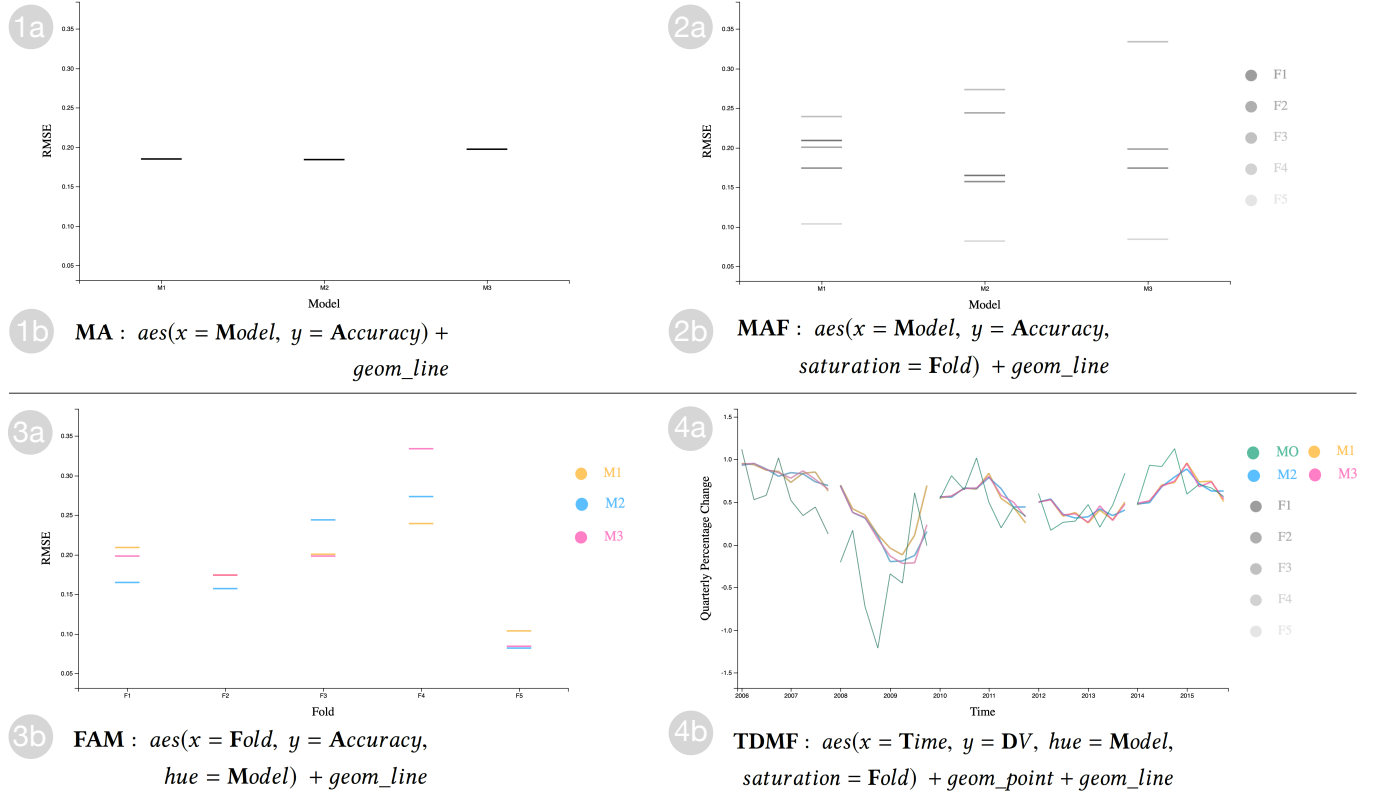 1a
0.35
0.30
0.25
0.20
0.15
0.10
0.05
RMSE
M1
M2
M3
Model
1b
MA : aes(x = Model, y = Accuracy) +
geom_line
2a
0.35
0.30
0.25
0.20
0.15
0.10
0.05
RMSE
M1
M2
M3
Model
F1
F2
F3
F4
F5
2b
MAF : aes(x = Model, y = Accuracy,
saturation = Fold) + geom_line
3a
0.35
0.30
0.25
0.20
0.15
0.10
0.05
RMSE
F1
F2
F3
F4
F5
Fold
M1
M2
M3
3b
FAM : aes(x = Fold, y = Accuracy,
hue = Model) + geom_line
4a
1.5
1.0
0.5
0.0
-0.5
-1.0
-1.5
Quarterly Percentage Change
2006
2007
2008
2009
2010
2011
2012
2013
2014
2015
Time
MO M1
M2 M3
F1
F2
F3
F4
F5
4b
TDMF : aes(x = Time, y = DV, hue = Model,
saturation = Fold) + geom_point + geom_line